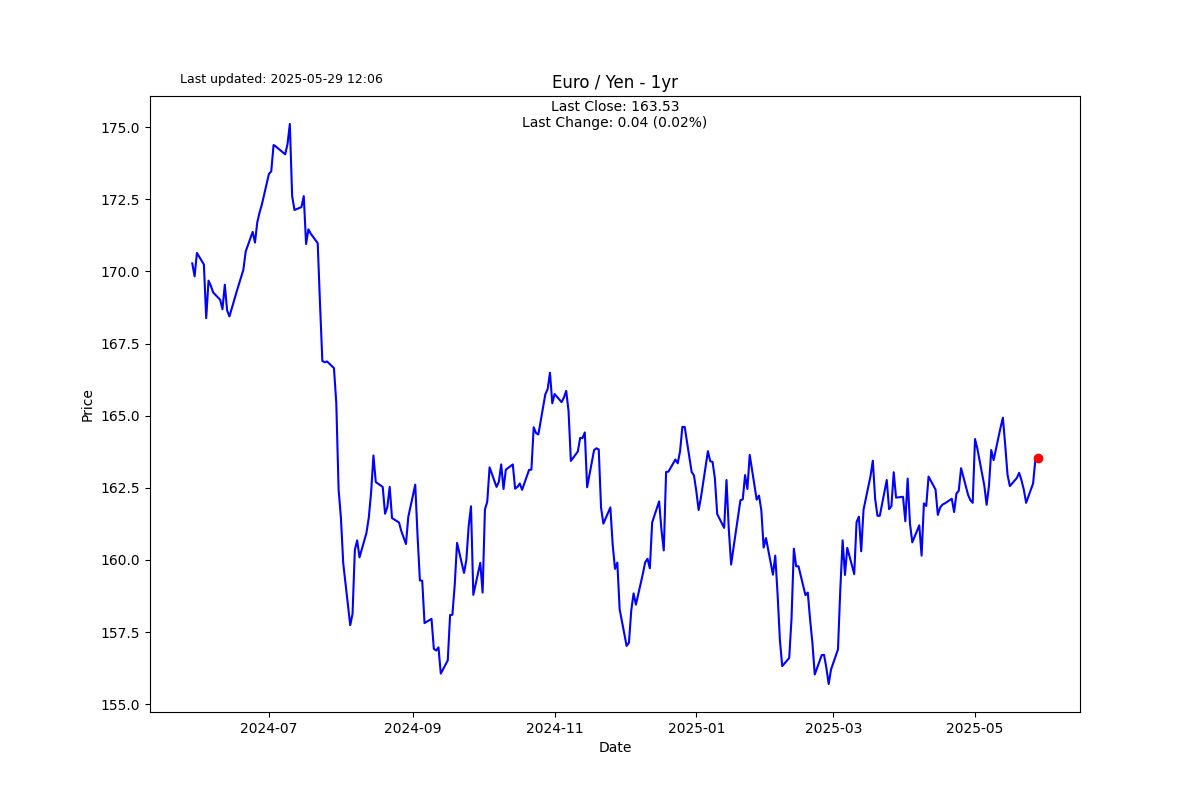 Last updated: 2025-05-29 12:06
Euro / Yen - 1yr
Last Close: 163.53
Last Change: 0.04 (0.02%)
175.0
172.5
170.0
167.5
165.0
162.5
160.0
157.5
155.0
Price
2024-07 2024-09 2024-11 2025-01 2025-03 2025-05
Date